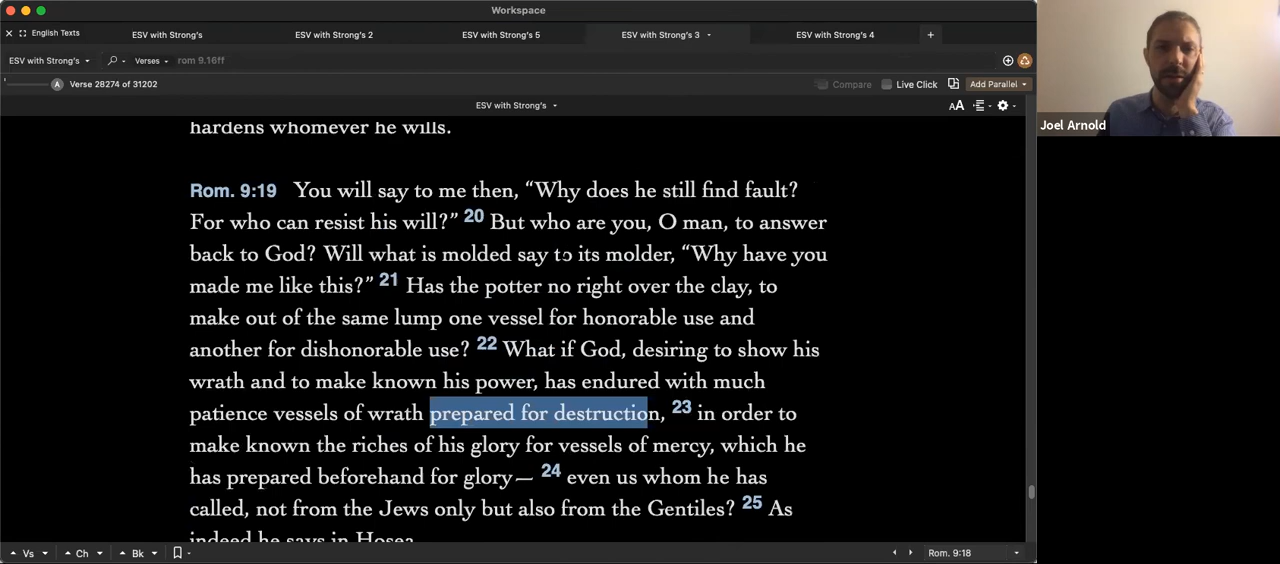 Workspace
English Texts
ESV with Strong's
ESV with Strong's 2
ESV with Strong's 5
ESV with Strong's 3
ESV with Strong's 4
+
ESV with Strong's
Verses
rom 9.16ff
A
Verse 28274 of 31202
Compare
Live Click
Add Parallel
ESV with Strong's
AA
hardens whomever he wills.
Rom. 9:19 You will say to me then, “Why does he still find fault?
For who can resist his will?” 20 But who are you, O man, to answer
back to God? Will what is molded say to its molder, “Why have you
made me like this?” 21 Has the potter no right over the clay, to
make out of the same lump one vessel for honorable use and
another for dishonorable use? 22 What if God, desiring to show his
wrath and to make known his power, has endured with much
patience vessels of wrath prepared for destruction, 23 in order to
make known the riches of his glory for vessels of mercy, which he
has prepared beforehand for glory— 24 even us whom he has
called, not from the Jews only but also from the Gentiles? 25 As
indeed he says in Hosea,
Vs
Ch
Bk
Rom. 9:18
Joel Arnold